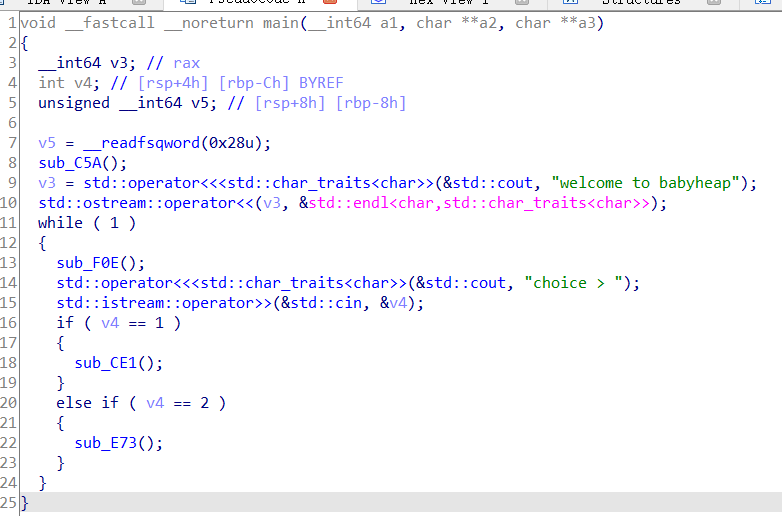 IDA View-A Pseudocode-A Hex View-1 Structures
1 void __fastcall __noreturn main(__int64 a1, char **a2, char **a3)
2 {
3   __int64 v3; // rax
4   int v4; // [rsp+4h] [rbp-Ch] BYREF
5   unsigned __int64 v5; // [rsp+8h] [rbp-8h]
6
7   v5 = __readfsqword(0x28u);
8   sub_C5A();
9   v3 = std::operator<<<std::char_traits<char>>(&std::cout, "welcome to babyheap");
10   std::ostream::operator<<(v3, &std::endl<char,std::char_traits<char>>);
11   while ( 1 )
12   {
13     sub_F0E();
14     std::operator<<<std::char_traits<char>>(&std::cout, "choice > ");
15     std::istream::operator>>(&std::cin, &v4);
16     if ( v4 == 1 )
17     {
18       sub_CE1();
19     }
20     else if ( v4 == 2 )
21     {
22       sub_E73();
23     }
24   }
25 }